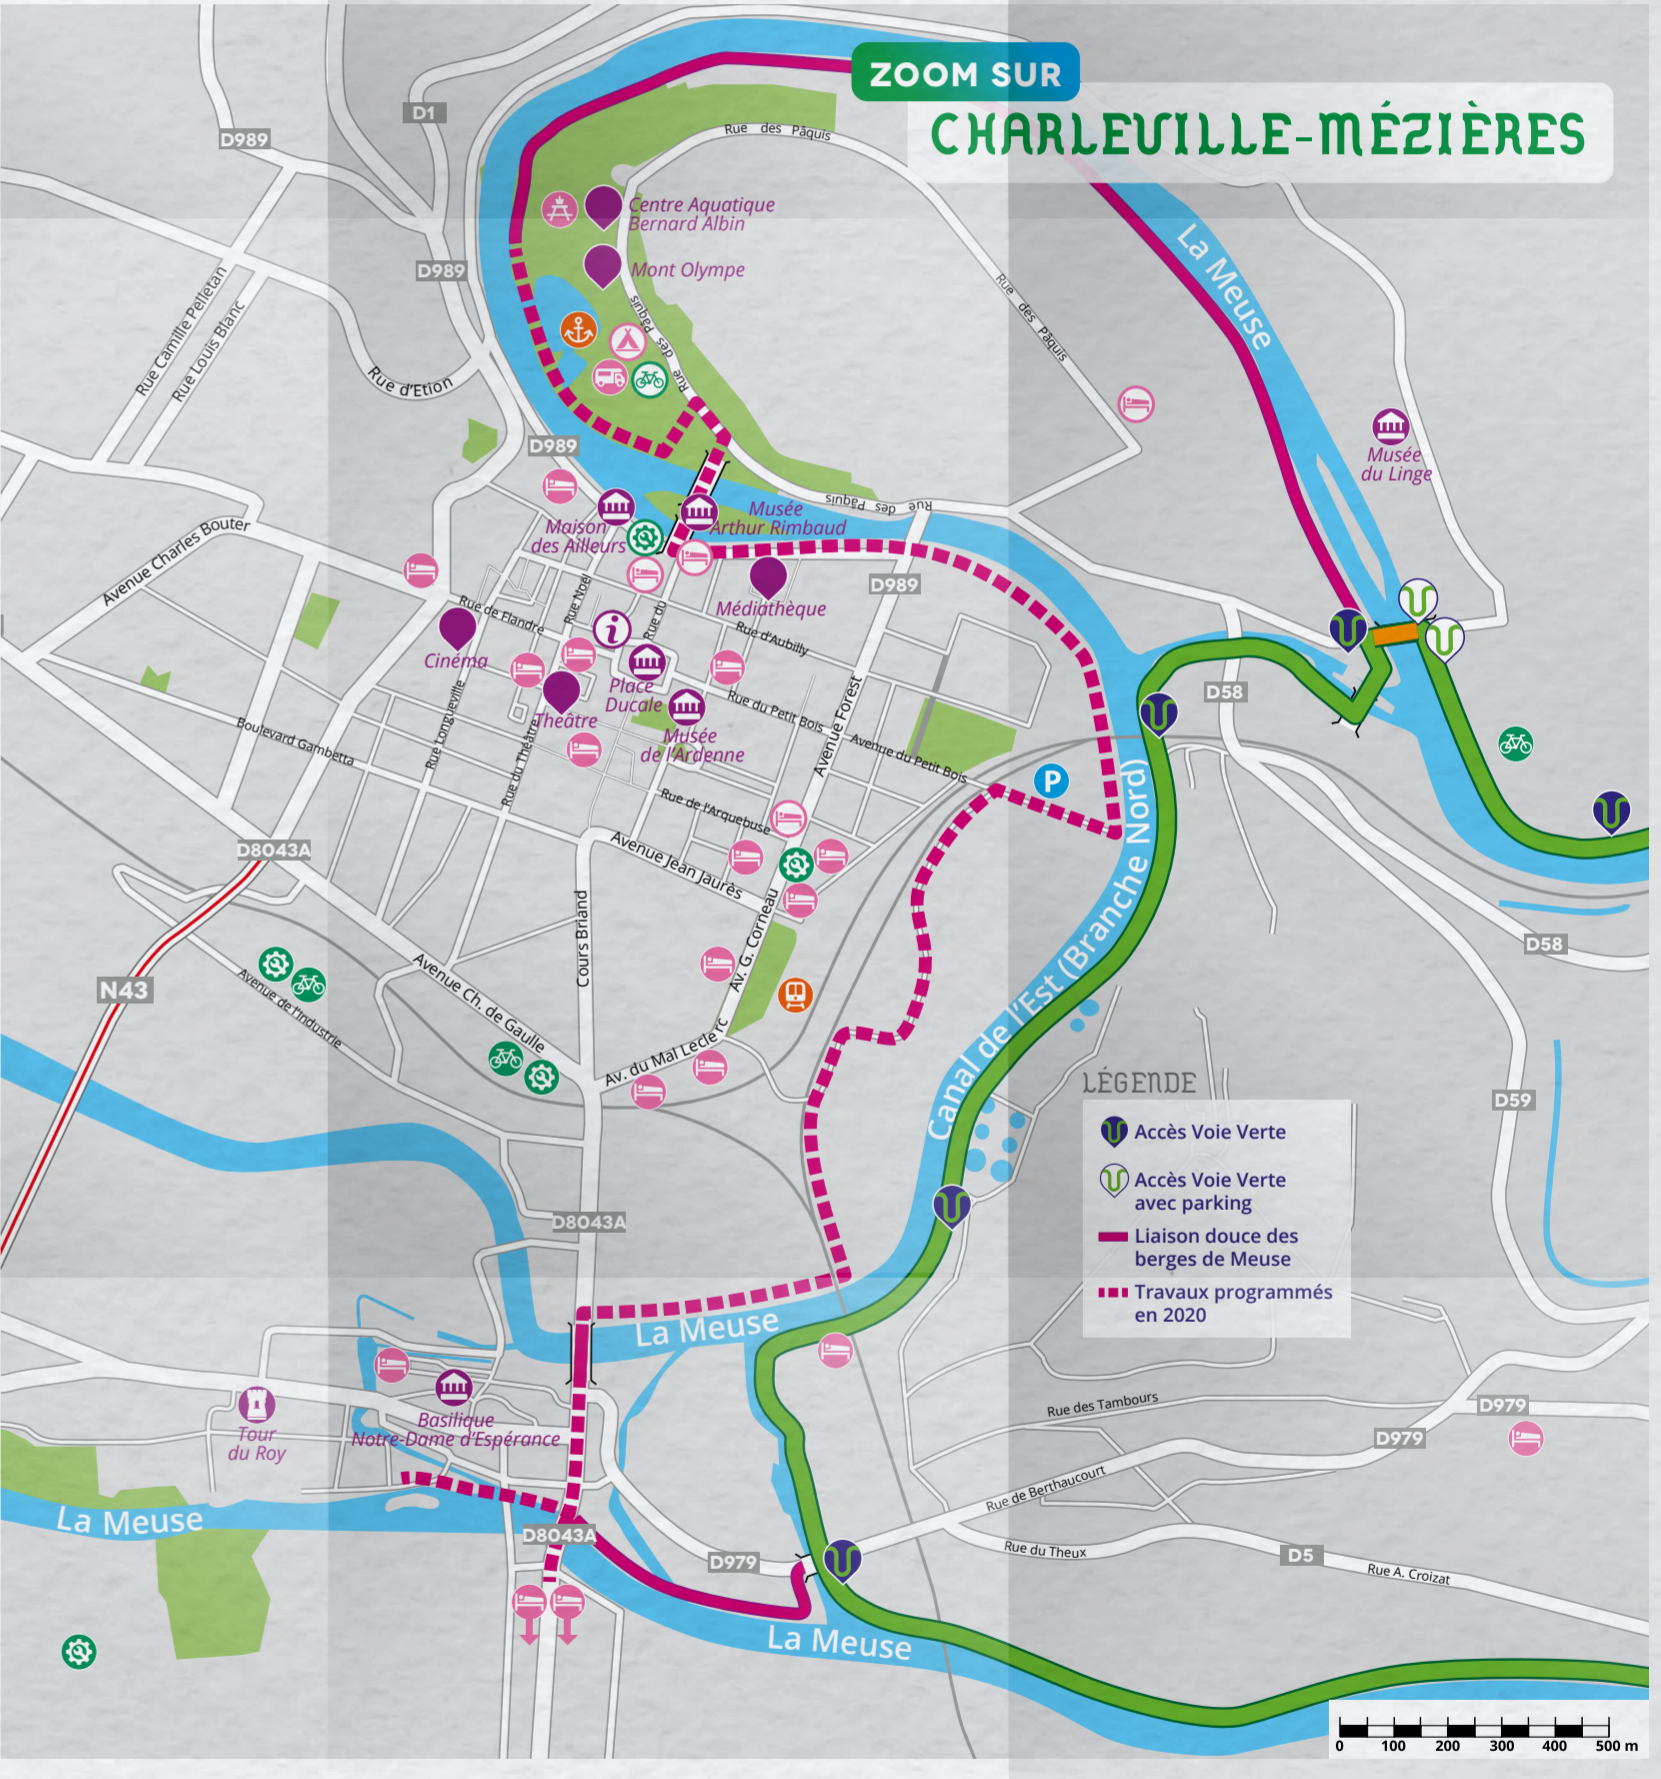 ZOOM SUR
CHARLEVILLE-MÉZIÈRES
D1
D989
Rue des Pâquis
Centre Aquatique
Bernard Albin
Mont Olympe
La Meuse
D989
Rue Camille Pelletan
Rue Louis Blanc
Rue des Pâquis
Rue des Pâquis
Rue d'Etion
D989
Musée
du Linge
Rue des Pâquis
Musée
Arthur Rimbaud
Maison
des Ailleurs
Avenue Charles Bouter
D989
Médiathèque
Rue de Flandre
Rue Noel
Rue du
Rue d'Aubilly
Cinéma
Place
Ducale
D58
Rue du Petit Bois
Théâtre
Musée
de l'Ardenne
Rue Longueville
Rue du Théâtre
Avenue Forest
Avenue du Petit Bois
Boulevard Gambetta
P
Rue de l'Arquebuse
D8043A
Avenue Jean Jaurès
Canal de l'Est (Branche Nord)
Cours Briand
Av. G. Corneau
D58
N43
Avenue de l'Industrie
Avenue Ch. de Gaulle
Av. du Mal Lecle rc
D59
LÉGENDE
Accès Voie Verte
Accès Voie Verte
avec parking
Liaison douce des
berges de Meuse
Travaux programmés
en 2020
D8043A
La Meuse
Tour
du Roy
Basilique
Notre-Dame d'Espérance
Rue des Tambours
D979
D979
Rue de Berthaucourt
La Meuse
D8043A
D979
Rue du Theux
D5
Rue A. Croizat
La Meuse
0 100 200 300 400 500 m